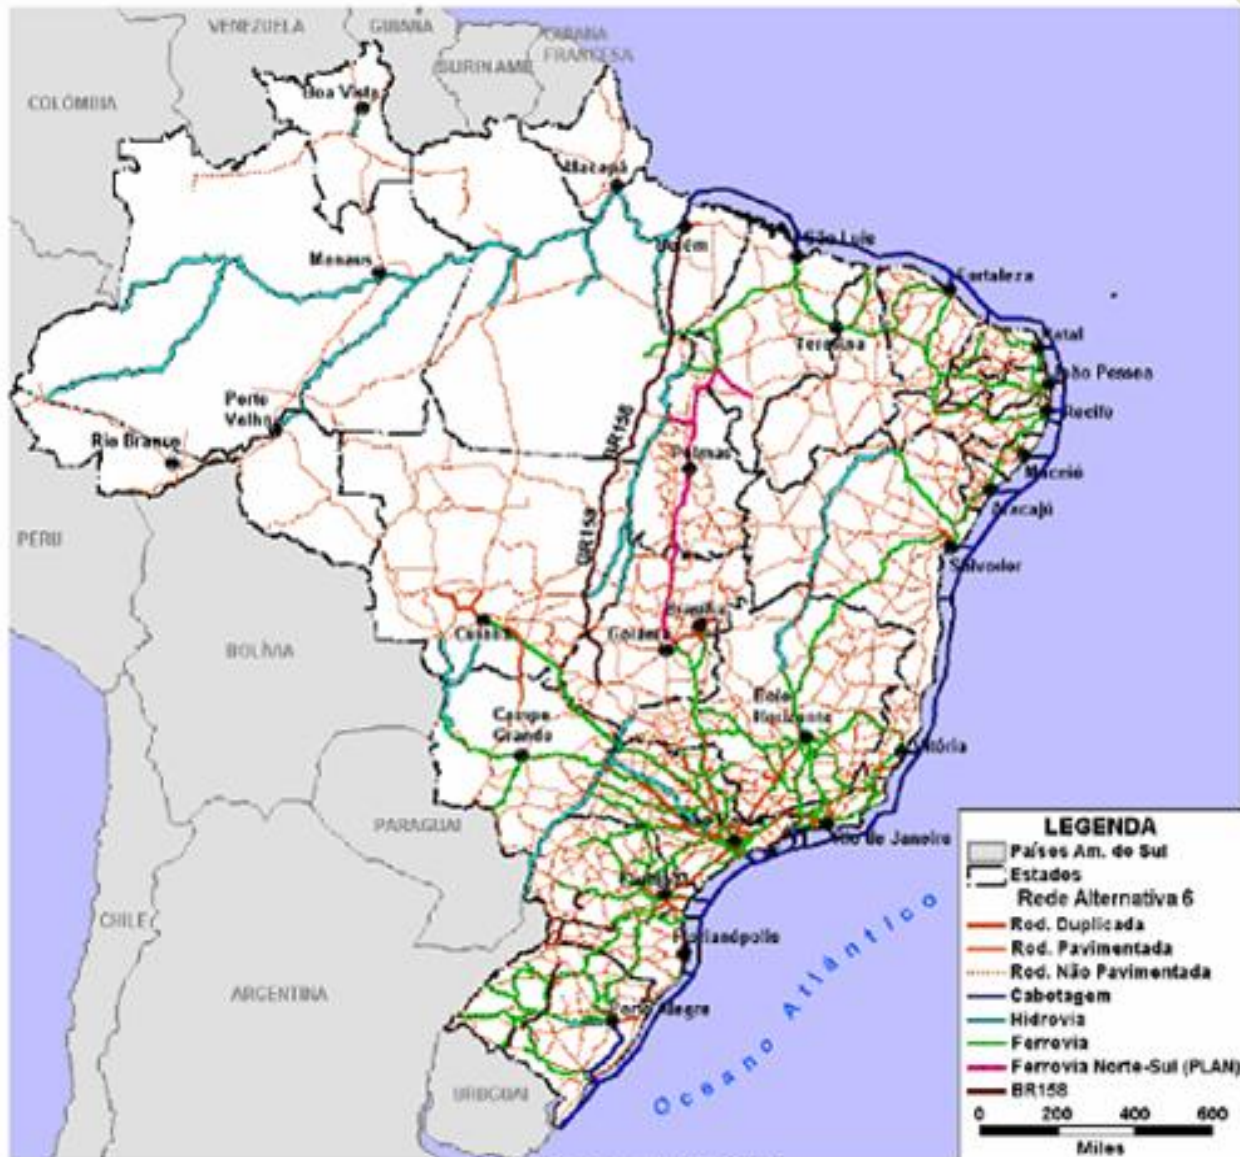 VENEZUELA
GUIANA
GUIANA
FRANCESA
SURINAME
COLÔMBIA
Boa Vista
Macapá
Belém
São Luis
Fortaleza
Manaus
Teresina
Natal
João Pessoa
Recife
Porto
Velho
Rio Branco
BR158
Palmas
Maceió
Aracajú
PERU
BR158
Salvador
Brasília
Cuiabá
Goiânia
BOLÍVIA
Belo
Horizonte
Campo
Grande
Vitória
PARAGUAI
Rio de Janeiro
CHILE
Florianópolis
ARGENTINA
Porto Alegre
URUGUAI
Oceano Atlântico
LEGENDA
Países Am. do Sul
Estados
Rede Alternativa 6
Rod. Duplicada
Rod. Pavimentada
Rod. Não Pavimentada
Cabotagem
Hidrovia
Ferrovia
Ferrovia Norte-Sul (PLAN)
BR158
0 200 400 600
Miles